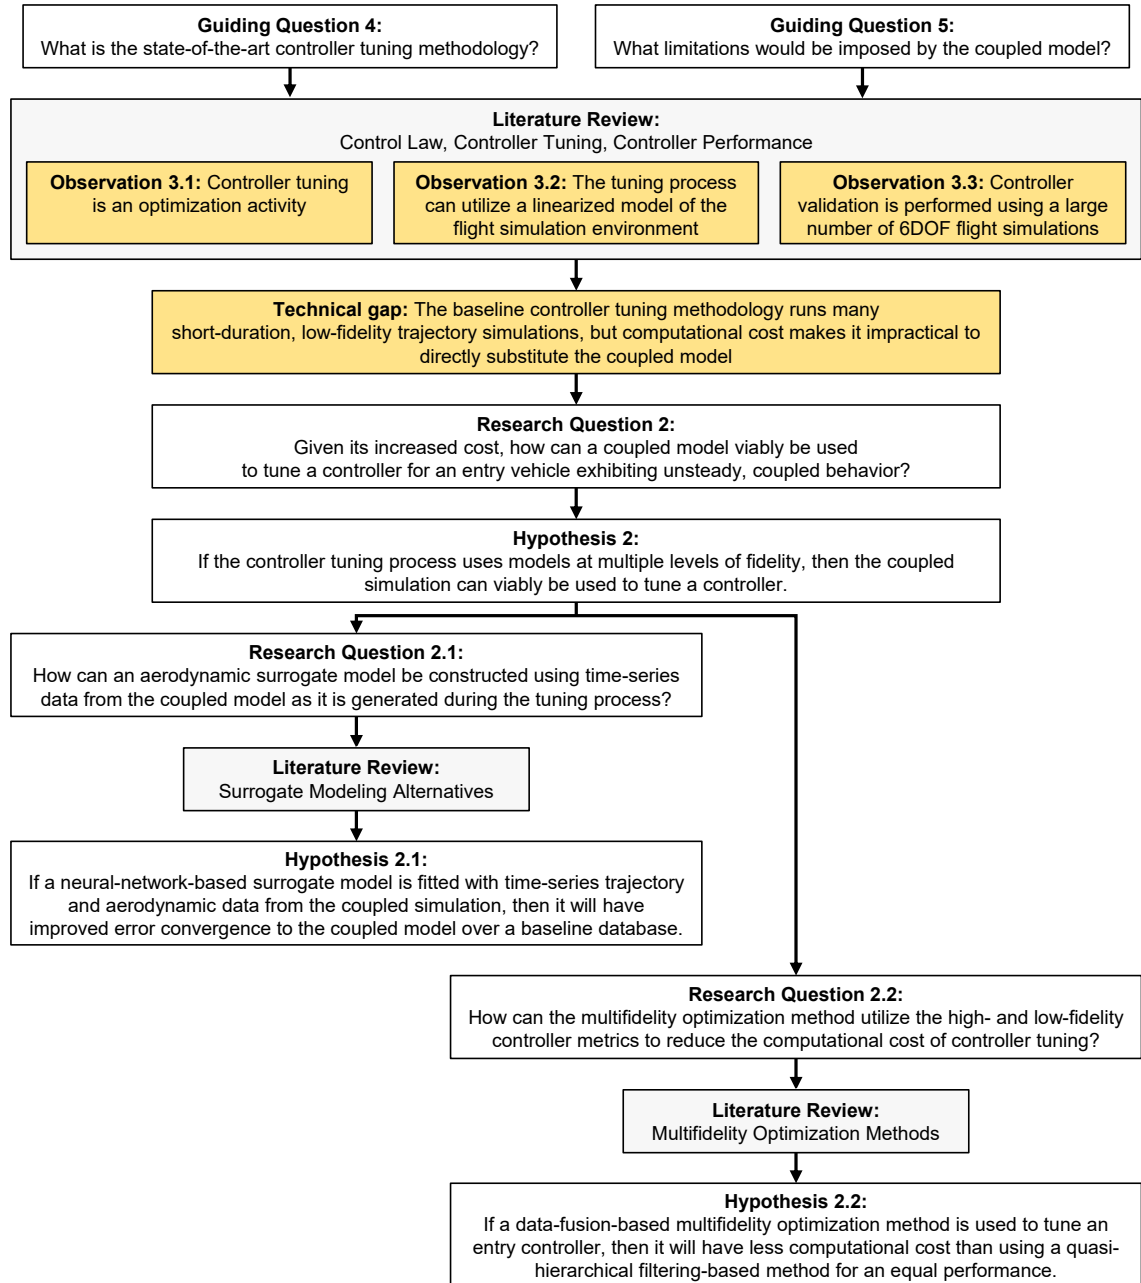 Guiding Question 4:
What is the state-of-the-art controller tuning methodology?
Guiding Question 5:
What limitations would be imposed by the coupled model?
Literature Review:
Control Law, Controller Tuning, Controller Performance
Observation 3.1: Controller tuning
is an optimization activity
Observation 3.2: The tuning process
can utilize a linearized model of the
flight simulation environment
Observation 3.3: Controller
validation is performed using a large
number of 6DOF flight simulations
Technical gap: The baseline controller tuning methodology runs many
short-duration, low-fidelity trajectory simulations, but computational cost makes it impractical to
directly substitute the coupled model
Research Question 2:
Given its increased cost, how can a coupled model viably be used
to tune a controller for an entry vehicle exhibiting unsteady, coupled behavior?
Hypothesis 2:
If the controller tuning process uses models at multiple levels of fidelity, then the coupled
simulation can viably be used to tune a controller.
Research Question 2.1:
How can an aerodynamic surrogate model be constructed using time-series
data from the coupled model as it is generated during the tuning process?
Literature Review:
Surrogate Modeling Alternatives
Hypothesis 2.1:
If a neural-network-based surrogate model is fitted with time-series trajectory
and aerodynamic data from the coupled simulation, then it will have
improved error convergence to the coupled model over a baseline database.
Research Question 2.2:
How can the multifidelity optimization method utilize the high- and low-fidelity
controller metrics to reduce the computational cost of controller tuning?
Literature Review:
Multifidelity Optimization Methods
Hypothesis 2.2:
If a data-fusion-based multifidelity optimization method is used to tune an
entry controller, then it will have less computational cost than using a quasi-
hierarchical filtering-based method for an equal performance.